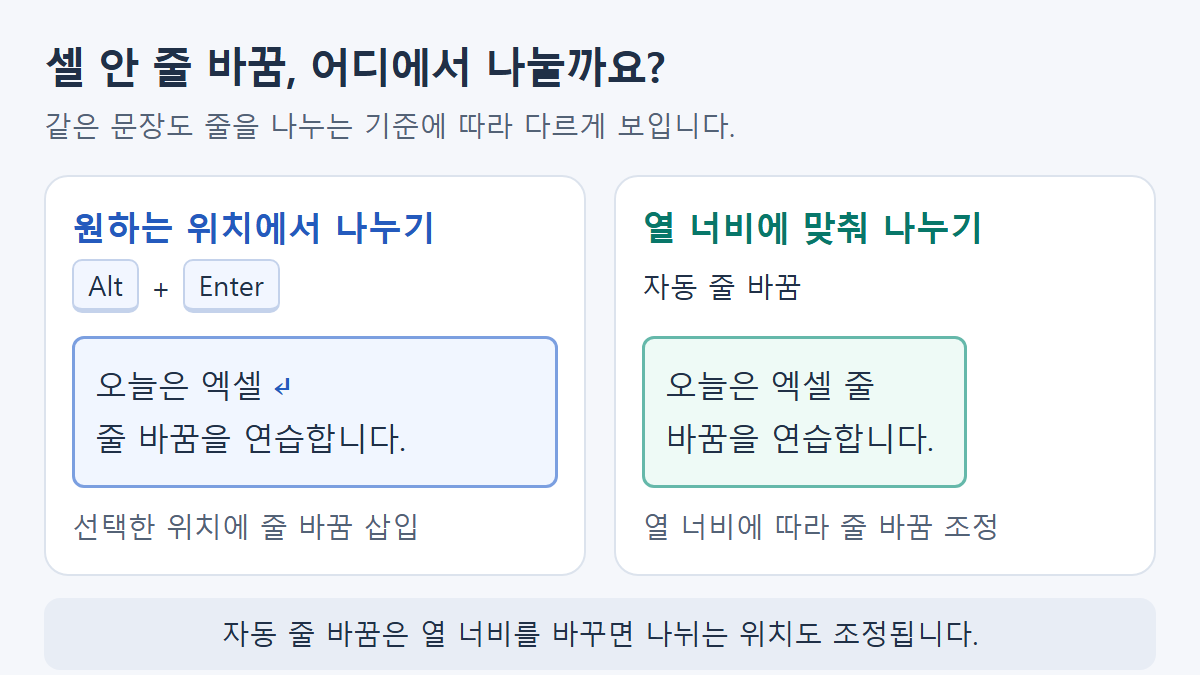 셀 안 줄 바꿈, 어디에서 나눌까요?
같은 문장도 줄을 나누는 기준에 따라 다르게 보입니다.
원하는 위치에서 나누기
Alt + Enter
오늘은 엑셀 ↵
줄 바꿈을 연습합니다.
선택한 위치에 줄 바꿈 삽입
열 너비에 맞춰 나누기
자동 줄 바꿈
오늘은 엑셀 줄
바꿈을 연습합니다.
열 너비에 따라 줄 바꿈 조정
자동 줄 바꿈은 열 너비를 바꾸면 나뉘는 위치도 조정됩니다.